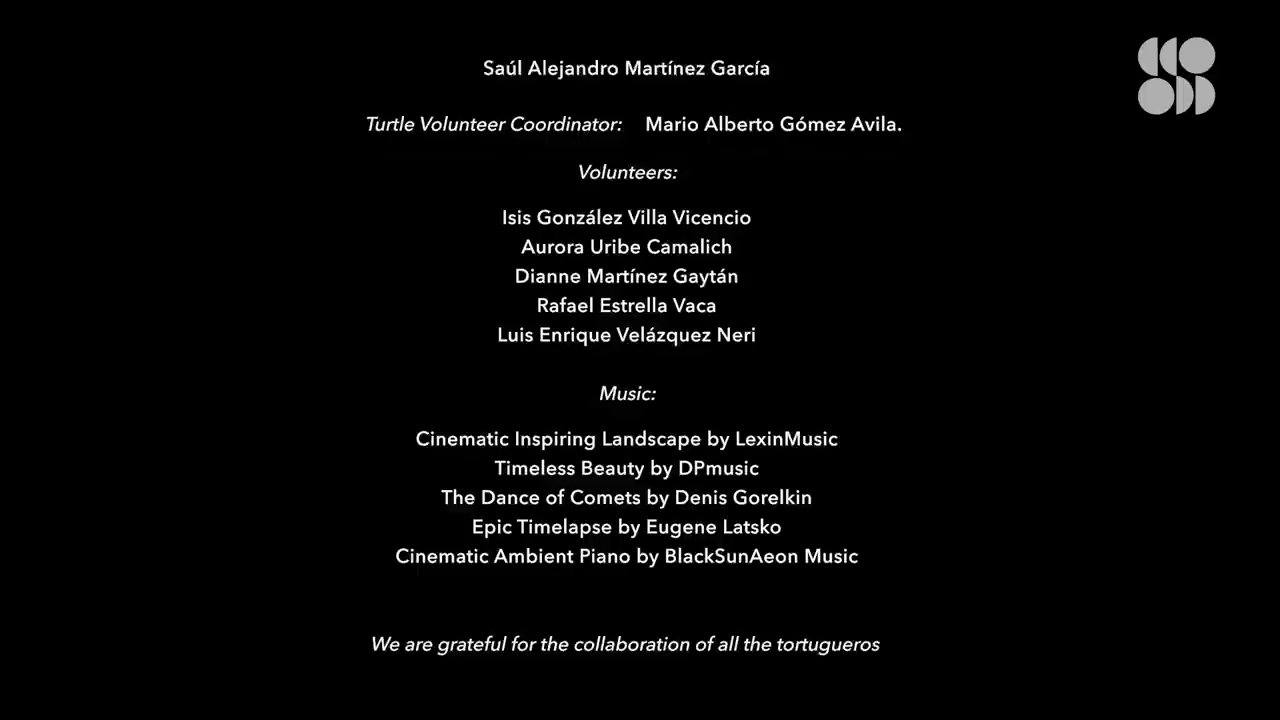 Saúl Alejandro Martínez García
Turtle Volunteer Coordinator: Mario Alberto Gómez Avila.
Volunteers:
Isis González Villa Vicencio
Aurora Uribe Camalich
Dianne Martínez Gaytán
Rafael Estrella Vaca
Luis Enrique Velázquez Neri
Music:
Cinematic Inspiring Landscape by LexinMusic
Timeless Beauty by DPmusic
The Dance of Comets by Denis Gorelkin
Epic Timelapse by Eugene Latsko
Cinematic Ambient Piano by BlackSunAeon Music
We are grateful for the collaboration of all the tortugueros